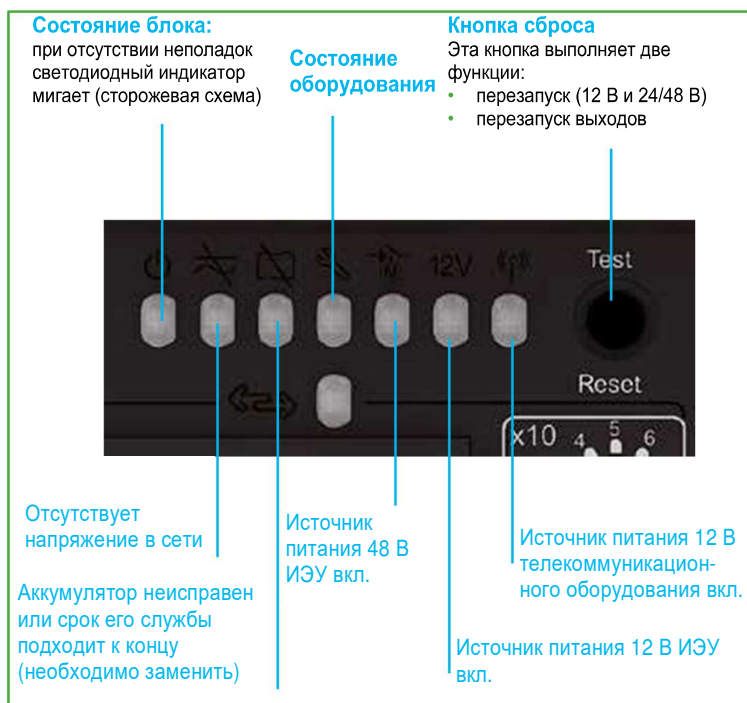 Состояние блока:
при отсутствии неполадок
светодиодный индикатор
мигает (сторожевая схема)
Состояние
оборудования
Кнопка сброса
Эта кнопка выполняет две
функции:
• перезапуск (12 В и 24/48 В)
• перезапуск выходов
12V
Test
Reset
x10
4 5 6
Отсутствует
напряжение в сети
Аккумулятор неисправен
или срок его службы
подходит к концу
(необходимо заменить)
Источник
питания 48 В
ИЭУ вкл.
Источник питания 12 В
телекоммуникацион-
ного оборудования вкл.
Источник питания 12 В ИЭУ
вкл.